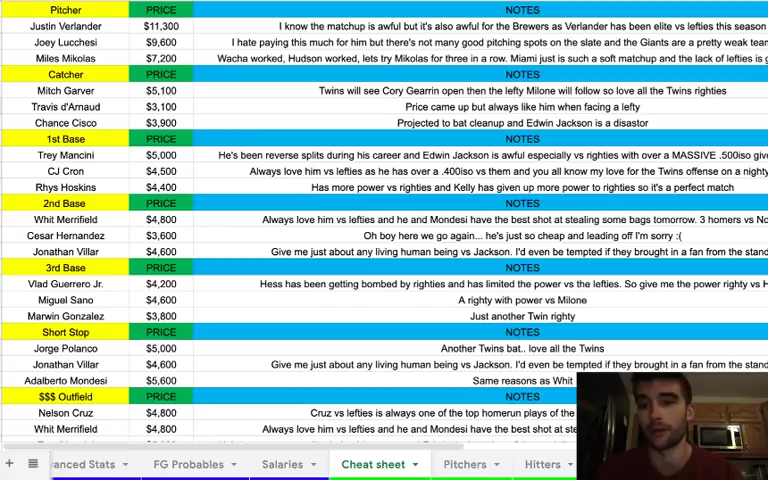 Pitcher PRICE NOTES
Justin Verlander $11,300 I know the matchup is awful but it's also awful for the Brewers as Verlander has been elite vs lefties this season
Joey Lucchesi $9,600 I hate paying this much for him but there's not many good pitching spots on the slate and the Giants are a pretty weak team
Miles Mikolas $7,200 Wacha worked, Hudson worked, lets try Mikolas for three in a row. Miami just is such a soft matchup and the lack of lefties is
Catcher PRICE NOTES
Mitch Garver $5,100 Twins will see Cory Gearrin open then the lefty Milone will follow so love all the Twins righties
Travis d'Arnaud $3,100 Price came up but always like him when facing a lefty
Chance Cisco $3,900 Projected to bat cleanup and Edwin Jackson is a disastor
1st Base PRICE NOTES
Trey Mancini $5,000 He's been reverse splits during his career and Edwin Jackson is awful especially vs righties with over a MASSIVE .500iso
CJ Cron $4,500 Always love him vs lefties as he has over a .400iso vs them and you all know my love for the Twins offense on a nighty
Rhys Hoskins $4,400 Has more power vs righties and Kelly has given up more power to righties so it's a perfect match
2nd Base PRICE NOTES
Whit Merrifield $4,800 Always love him vs lefties and he and Mondesi have the best shot at stealing some bags tomorrow. 3 homers vs
Cesar Hernandez $3,600 Oh boy here we go again... he's just so cheap and leading off I'm sorry :(
Jonathan Villar $4,600 Give me just about any living human being vs Jackson. I'd even be tempted if they brought in a fan from the stand
3rd Base PRICE NOTES
Vlad Guerrero Jr. $4,200 Hess has been getting bombed by righties and has limited the power vs the lefties. So give me the power righty vs H
Miguel Sano $4,600 A righty with power vs Milone
Marwin Gonzalez $3,800 Just another Twin righty
Short Stop PRICE NOTES
Jorge Polanco $5,000 Another Twins bat.. love all the Twins
Jonathan Villar $4,600 Give me just about any living human being vs Jackson. I'd even be tempted if they brought in a fan from the stand
Adalberto Mondesi $5,600 Same reasons as Whit
$$$ Outfield PRICE NOTES
Nelson Cruz $4,800 Cruz vs lefties is always one of the top homerun plays of the
Whit Merrifield $4,800 Always love him vs lefties and he and Mondesi have the best shot at
+ anced Stats FG Probables Salaries Cheat sheet Pitchers Hitters